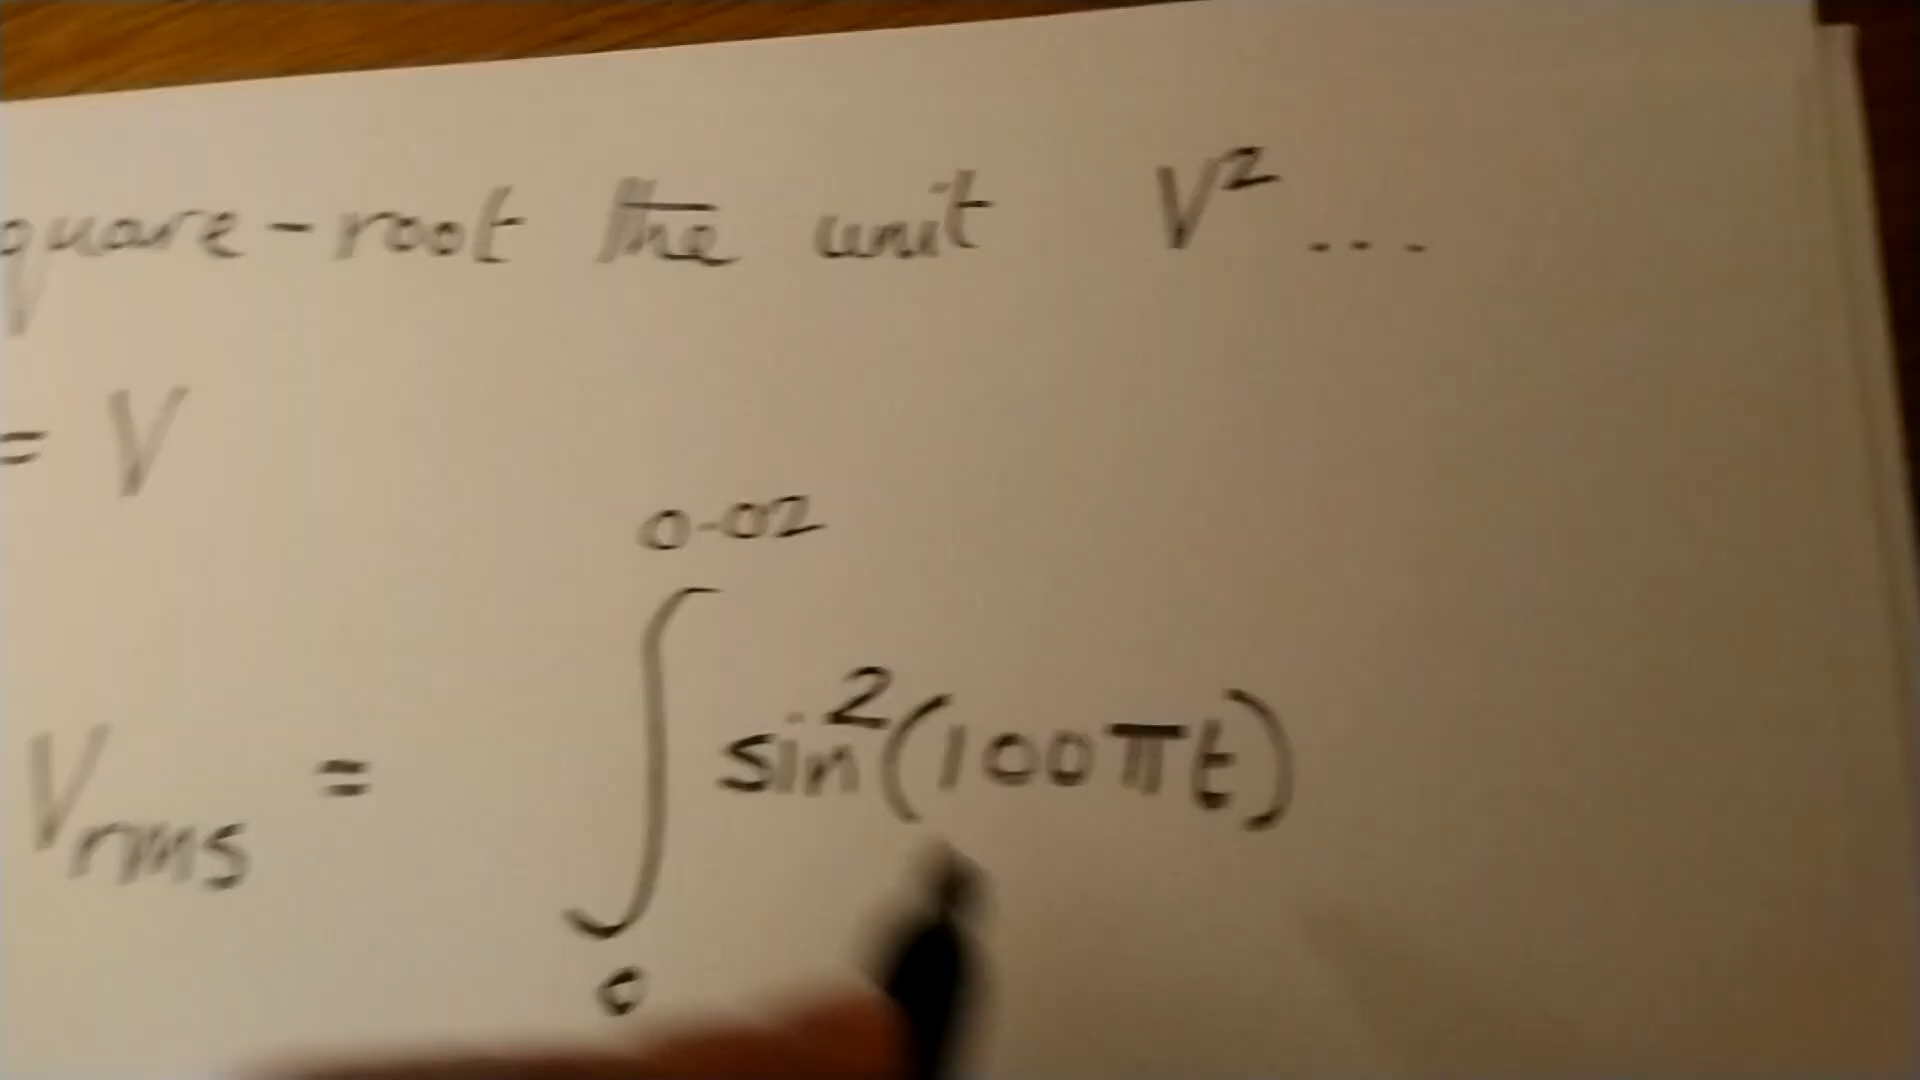 quare-root the unit V² ...
= V
0.02
Vrms = ∫ sin²(100πt)
0